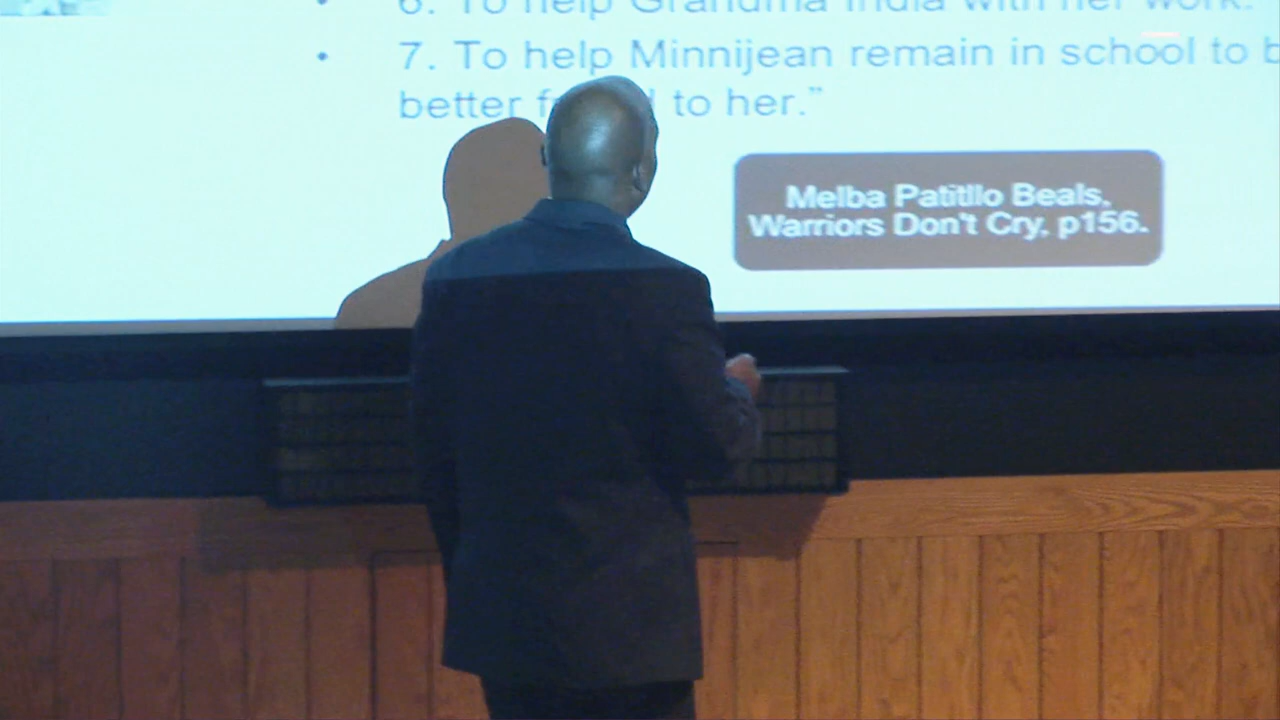 • 6. To help Grandma India with her work.
• 7. To help Minnijean remain in school to b
better f to her.”
Melba Patitllo Beals,
Warriors Don't Cry, p156.